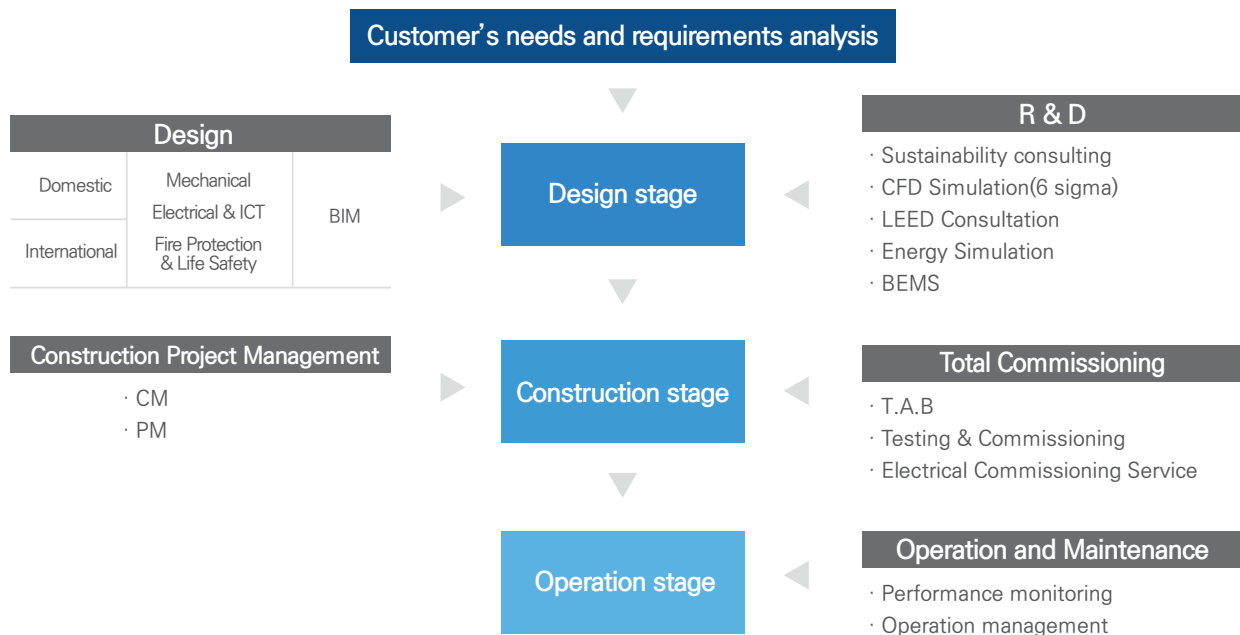 Customer’s needs and requirements analysis
Design
Domestic
International
Mechanical
Electrical & ICT
Fire Protection
& Life Safety
BIM
Design stage
R & D
· Sustainability consulting
· CFD Simulation(6 sigma)
· LEED Consultation
· Energy Simulation
· BEMS
Construction Project Management
· CM
· PM
Construction stage
Total Commissioning
· T.A.B
· Testing & Commissioning
· Electrical Commissioning Service
Operation stage
Operation and Maintenance
· Performance monitoring
· Operation management